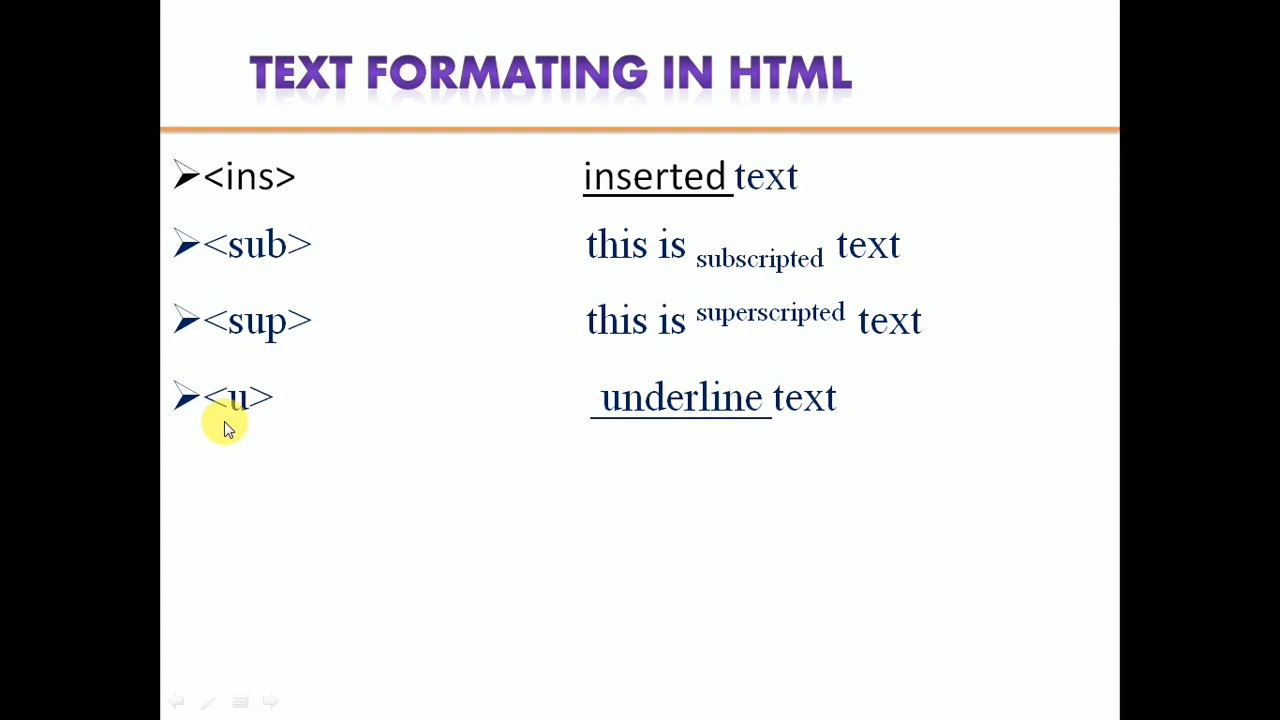 TEXT FORMATING IN HTML
<ins> inserted text
<sub> this is subscripted text
<sup> this is superscripted text
<u> underline text